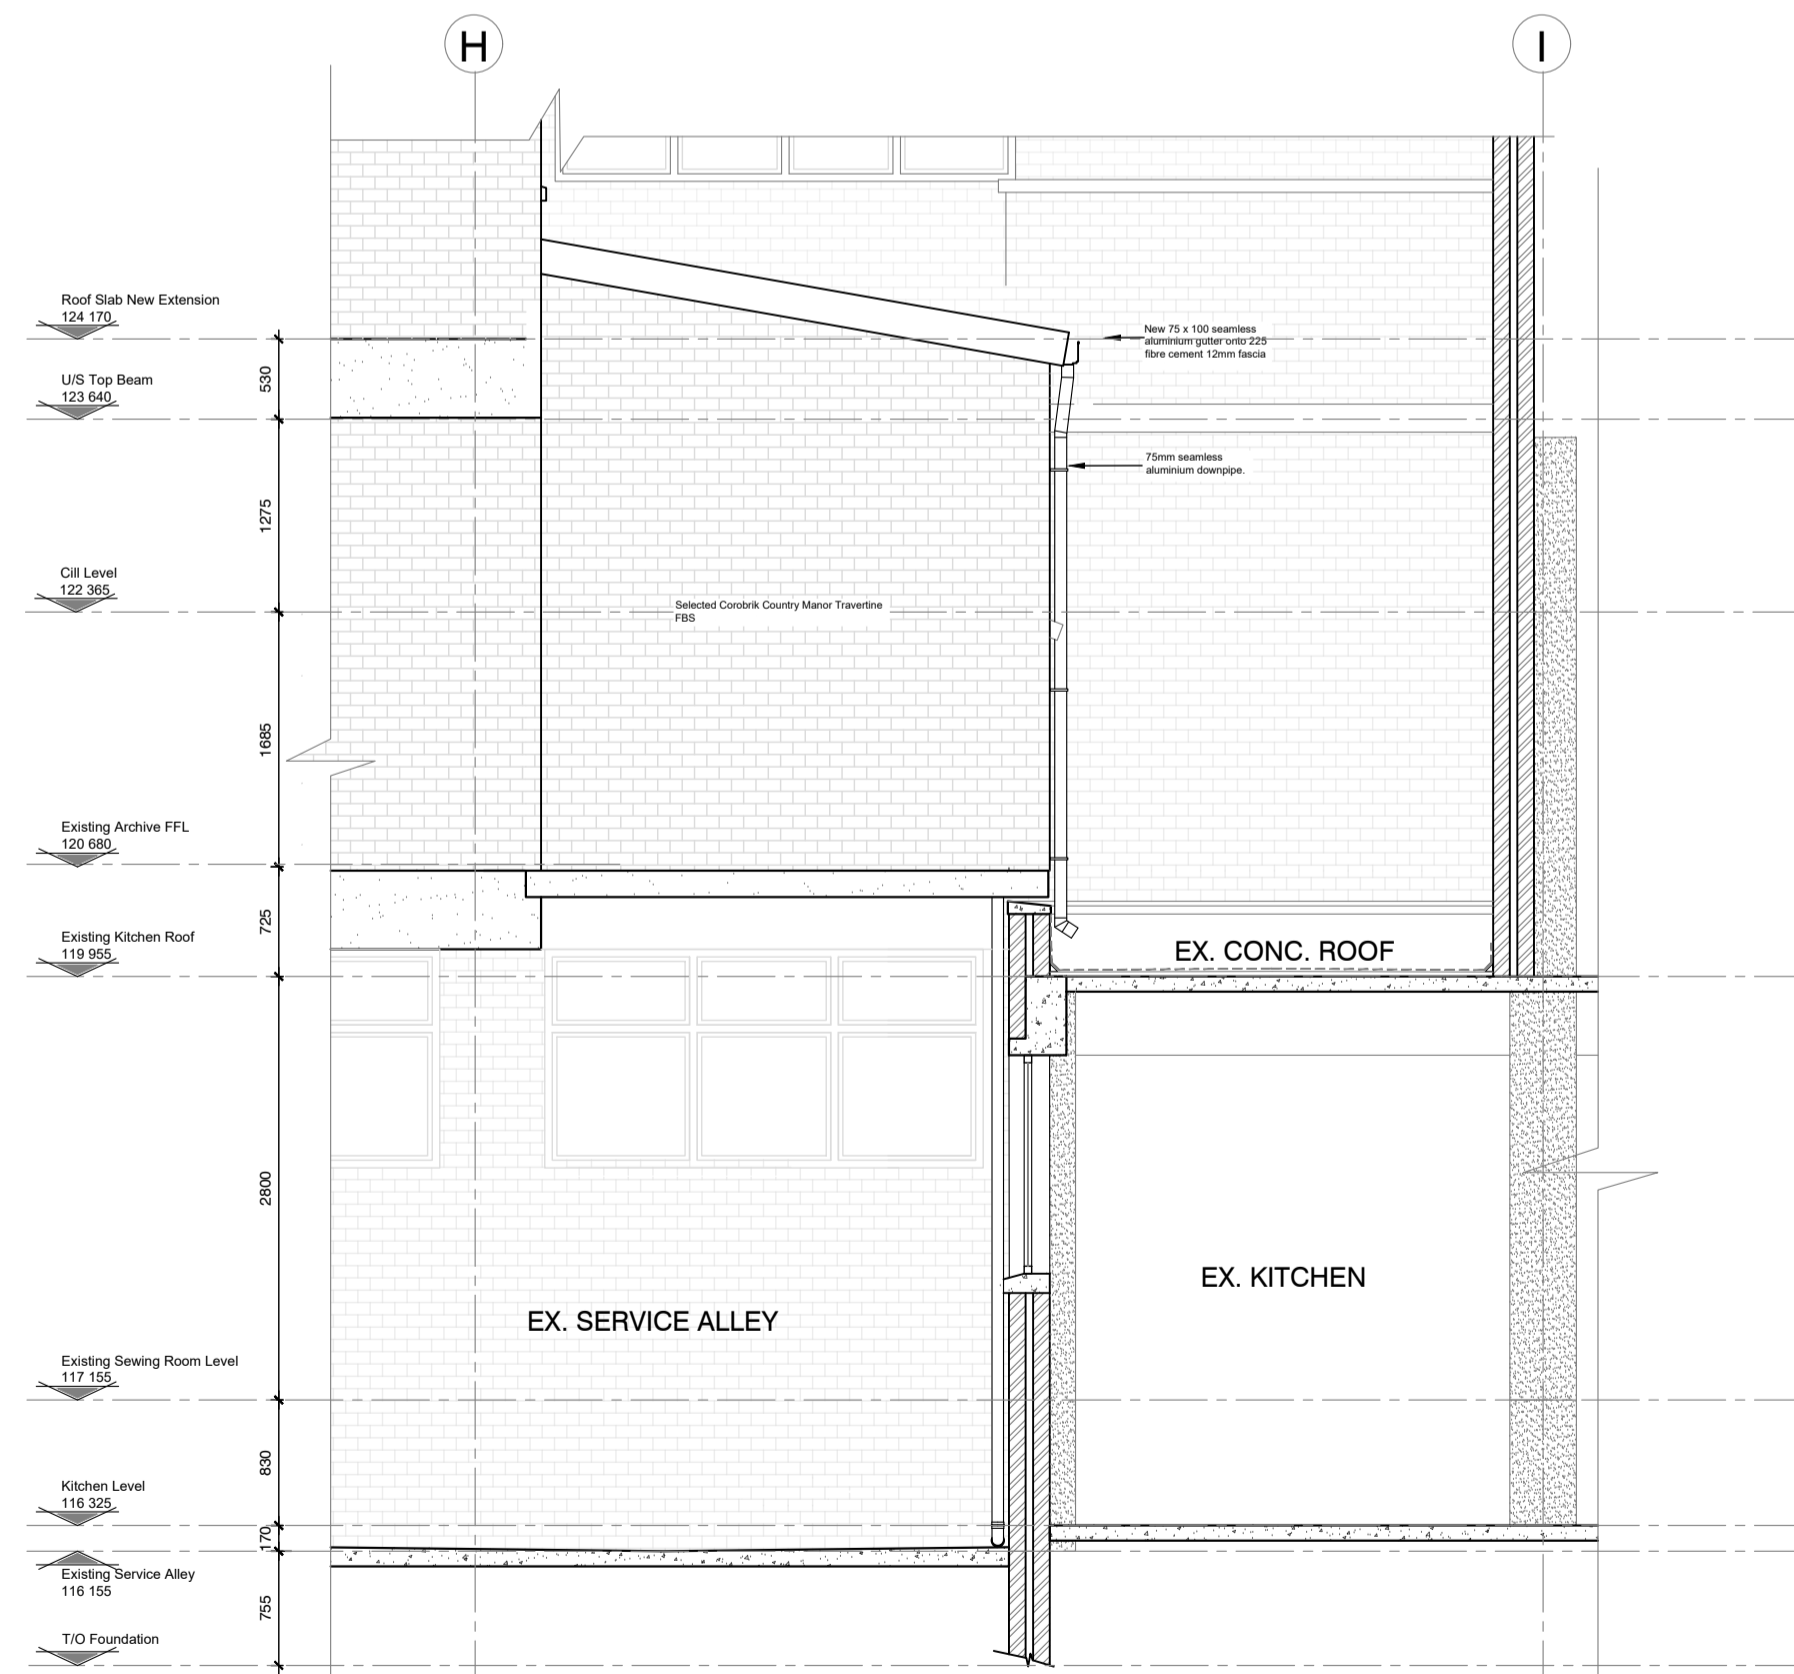 H
I
Roof Slab New Extension
124 170
New 75 x 100 seamless
aluminium gutter onto 225
fibre cement 12mm fascia
530
U/S Top Beam
123 640
75mm seamless
aluminium downpipe.
1275
Cill Level
122 365
Selected Corobrik Country Manor Travertine
FBS
1685
Existing Archive FFL
120 680
725
Existing Kitchen Roof
119 955
EX. CONC. ROOF
2800
EX. KITCHEN
EX. SERVICE ALLEY
Existing Sewing Room Level
117 155
830
Kitchen Level
116 325
170
Existing Service Alley
116 155
755
T/O Foundation